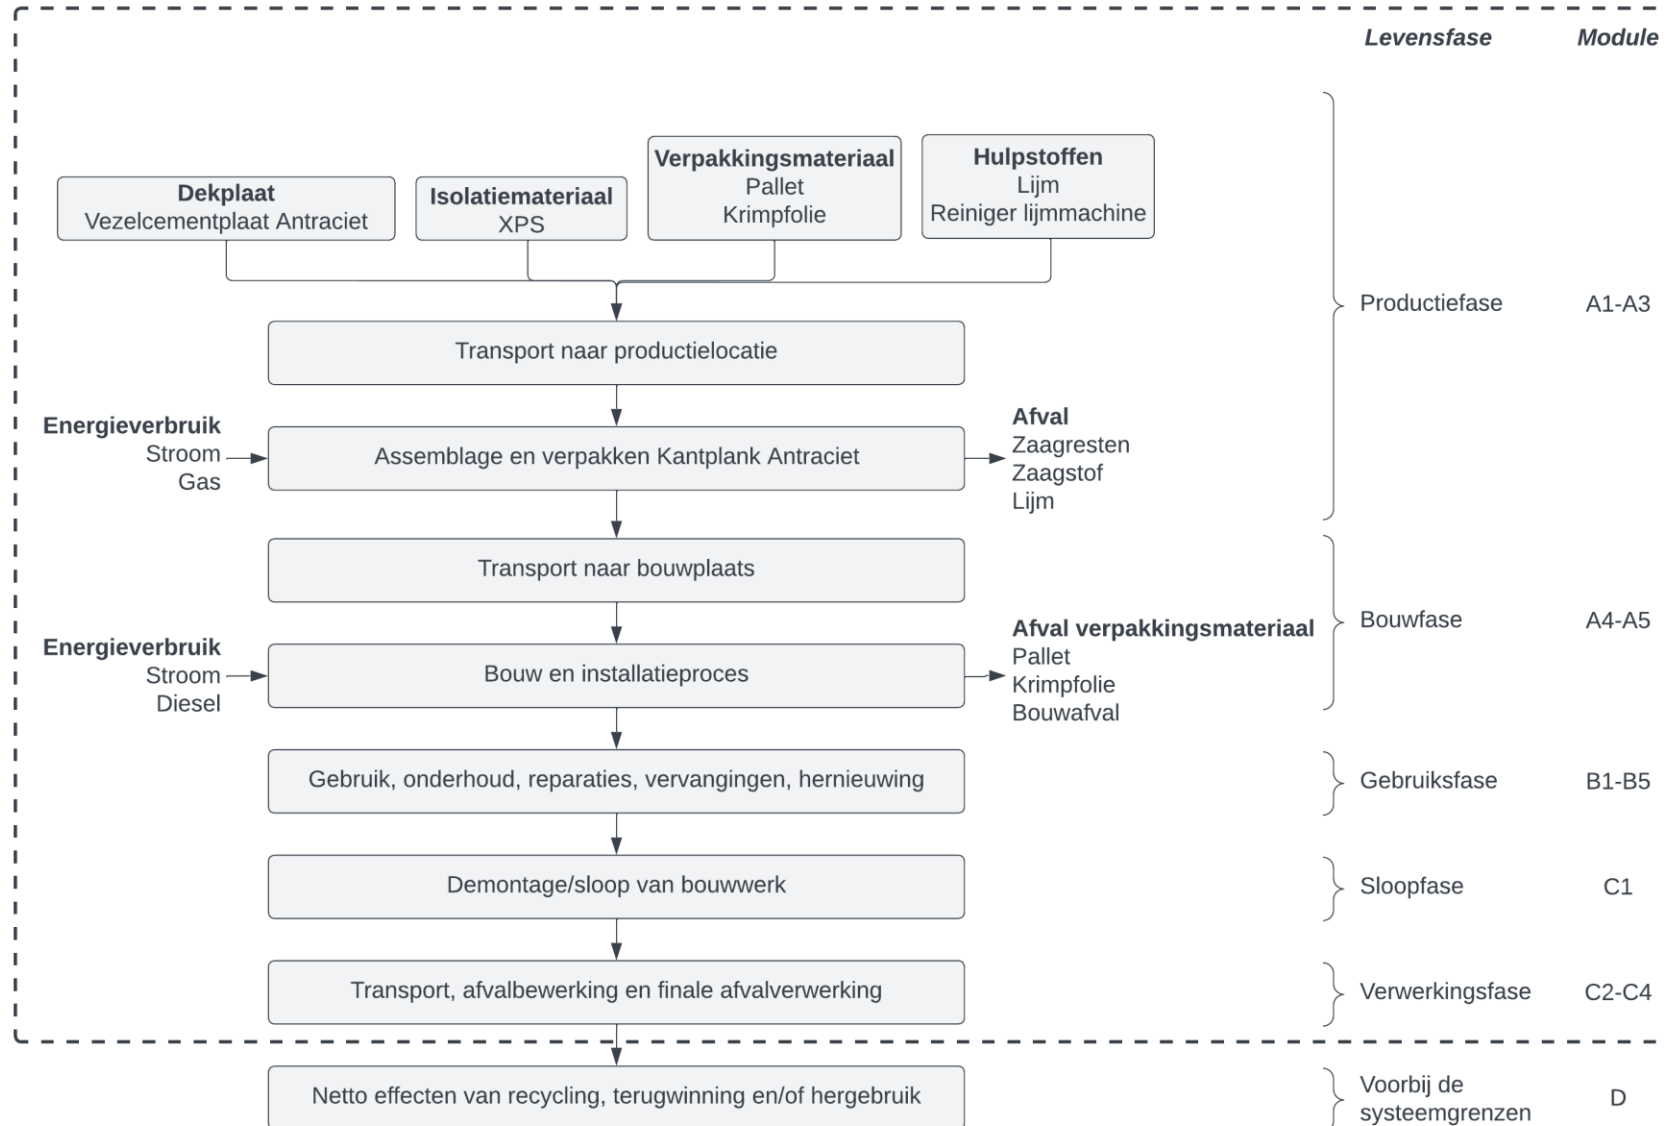 Levensfase Module
Dekplaat
Vezelcementplaat Antraciet
Isolatiemateriaal
XPS
Verpakkingsmateriaal
Pallet
Krimpfolie
Hulpstoffen
Lijm
Reiniger lijmmachine
Productiefase A1-A3
Transport naar productielocatie
Energieverbruik
Stroom
Gas
Assemblage en verpakken Kantplank Antraciet
Afval
Zaagresten
Zaagstof
Lijm
Transport naar bouwplaats
Bouwfase A4-A5
Energieverbruik
Stroom
Diesel
Bouw en installatieproces
Afval verpakkingsmateriaal
Pallet
Krimpfolie
Bouwafval
Gebruik, onderhoud, reparaties, vervangingen, hernieuwing
Gebruiksfase B1-B5
Demontage/sloop van bouwwerk
Sloopfase C1
Transport, afvalbewerking en finale afvalverwerking
Verwerkingsfase C2-C4
Netto effecten van recycling, terugwinning en/of hergebruik
Voorbij de
systeemgrenzen D